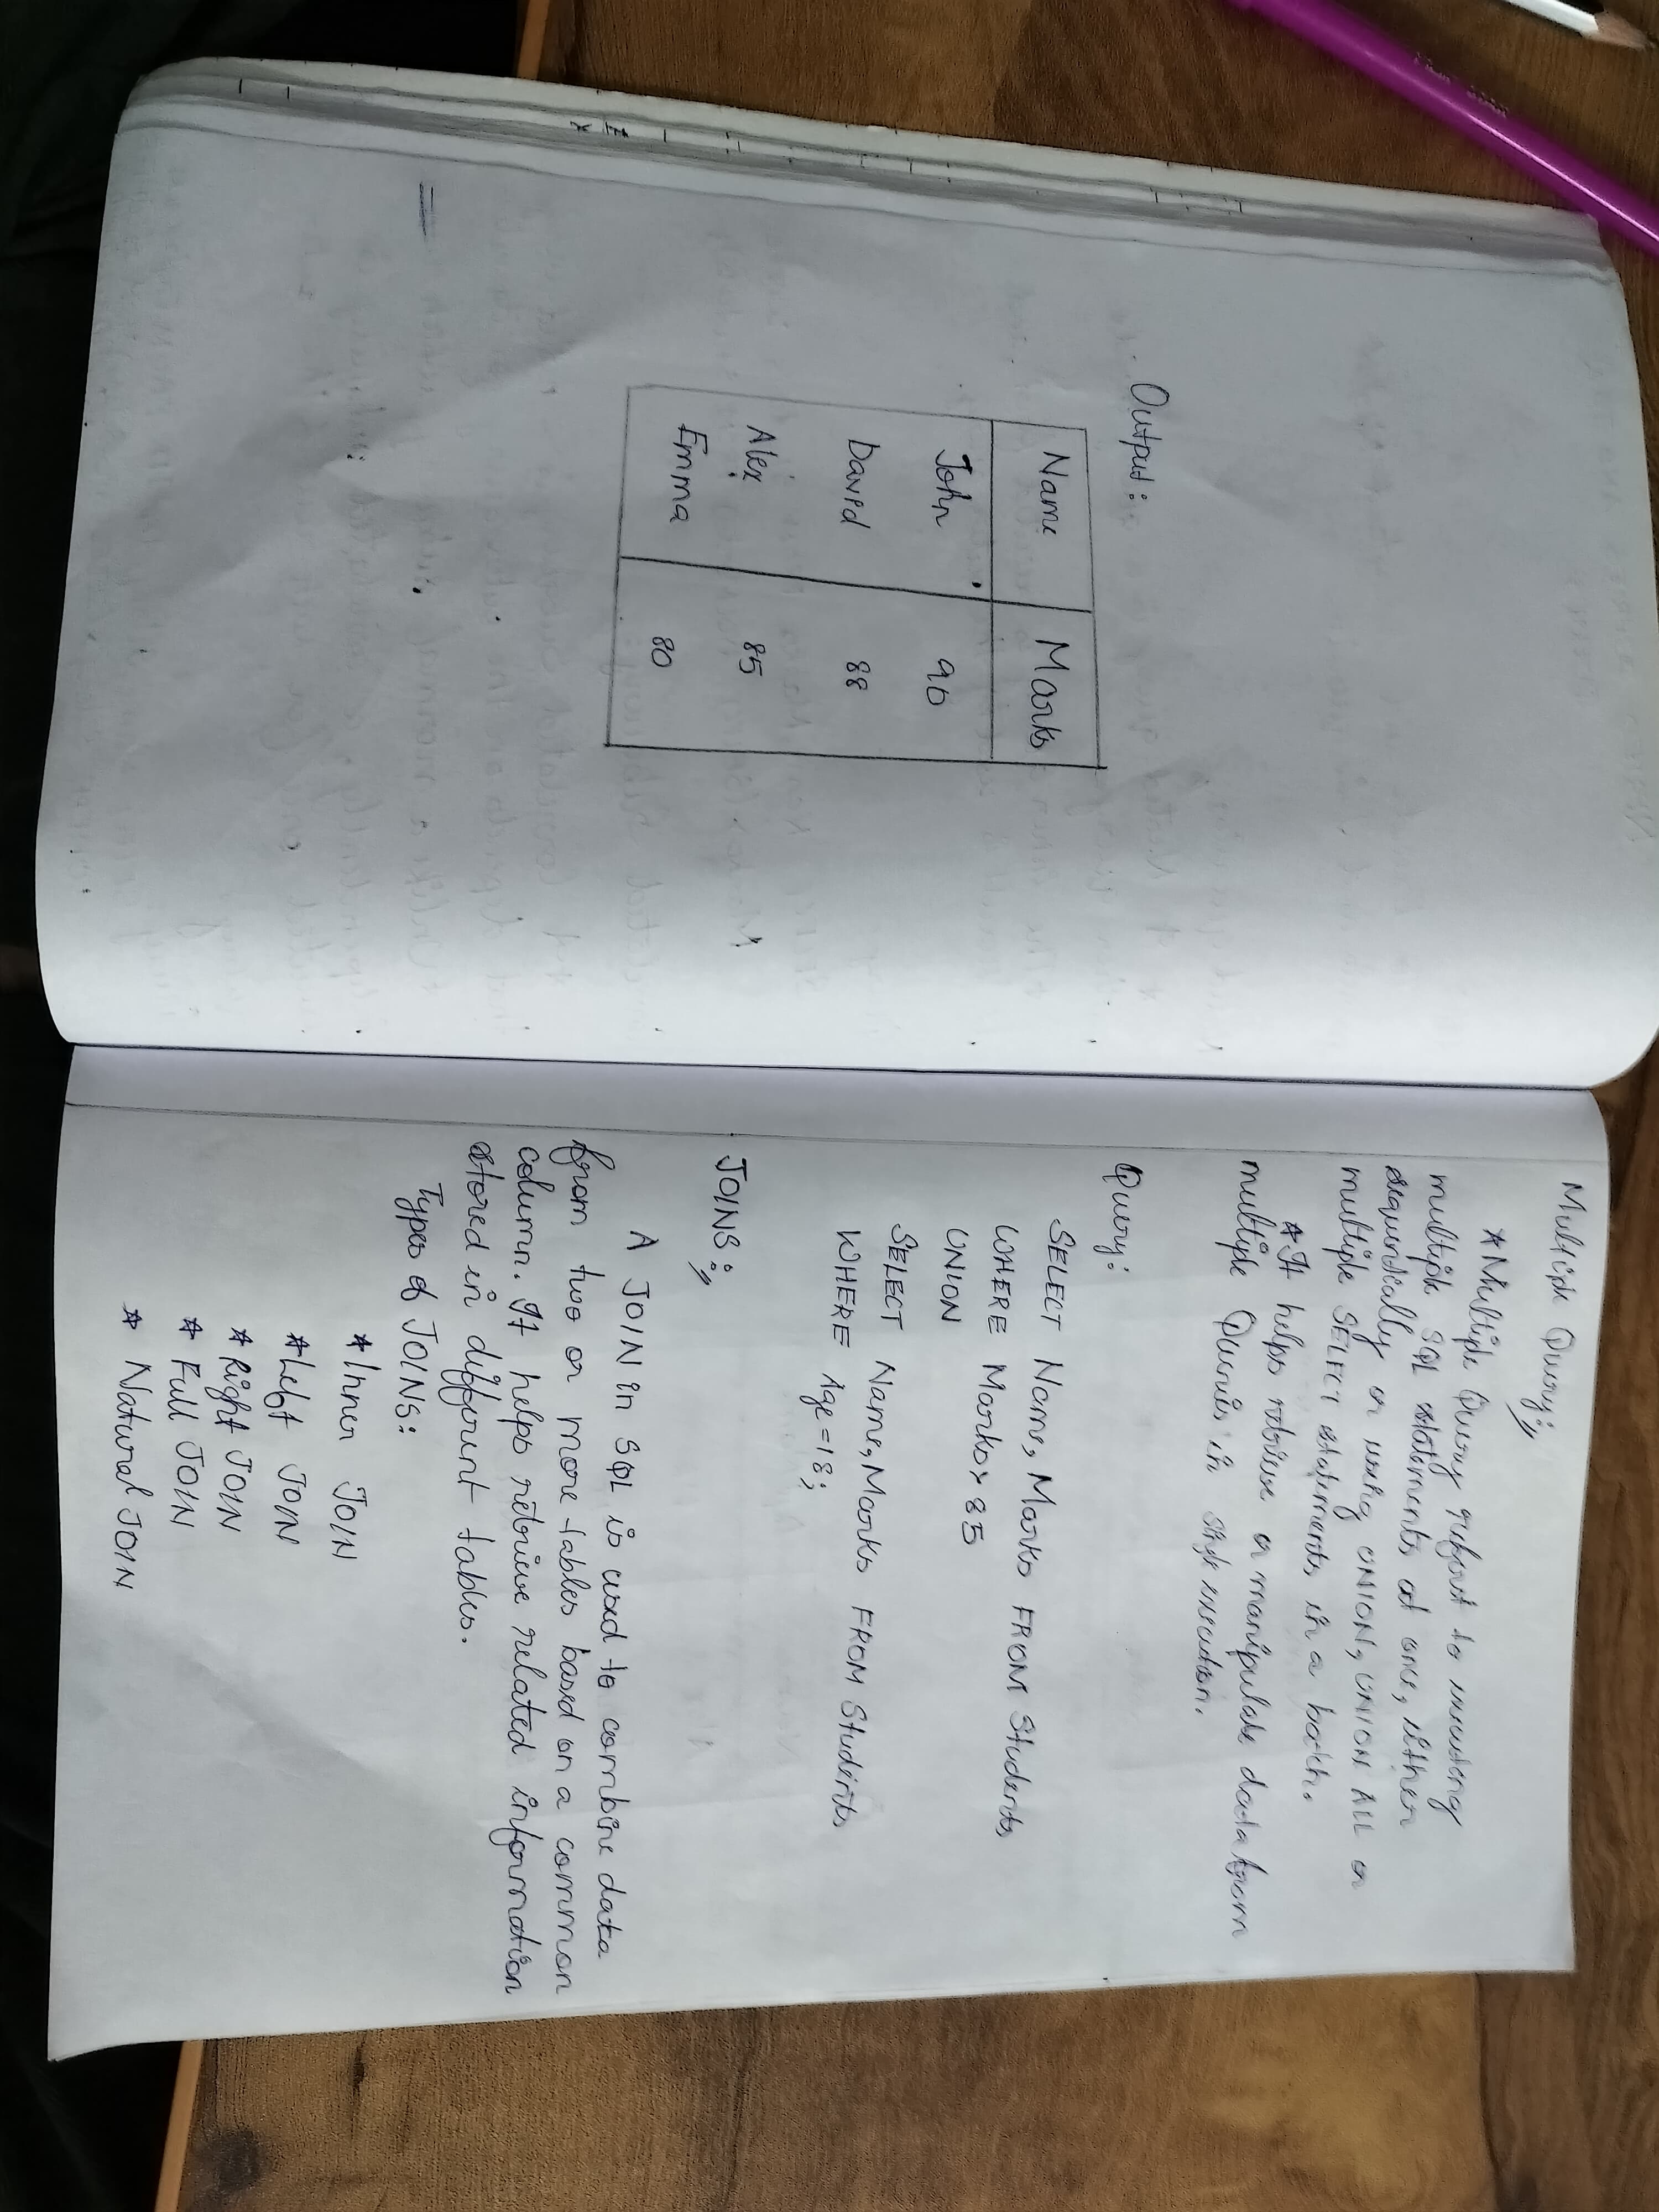 Output:
Name Marks
John 90
David 88
Alex 85
Emma 80
Multiple Query:
* Multiple Query refers to executing
multiple SQL statements at once, either
sequentially or using UNION, UNION ALL or
multiple SELECT statements in a batch.
* It helps retrieve or manipulate data from
multiple Queries in single execution.
Query:
SELECT Name, Marks FROM Students
WHERE Marks > 85
UNION
SELECT Name, Marks FROM Students
WHERE Age = 18;
JOINS:
A JOIN in SQL is used to combine data
from two or more tables based on a common
column. It helps retrieve related information
stored in different tables.
Types of JOINS:
* Inner JOIN
* Left JOIN
* Right JOIN
* Full JOIN
* Natural JOIN